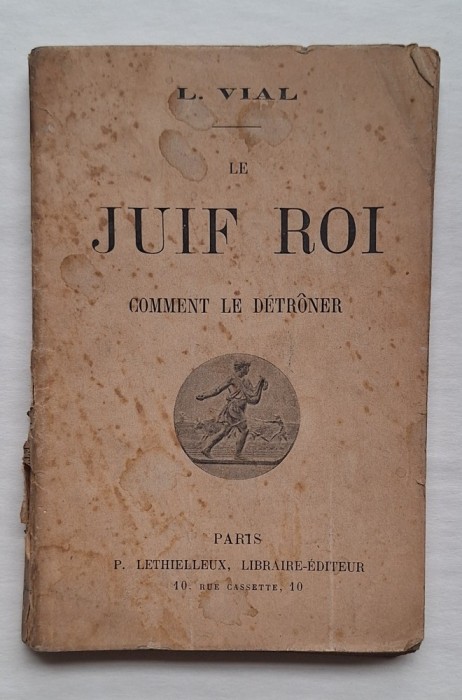 L. VIAL
LE
JUIF ROI
COMMENT LE DÉTRÔNER
PARIS
P. LETHIELLEUX, LIBRAIRE-ÉDITEUR
10, RUE CASSETTE, 10